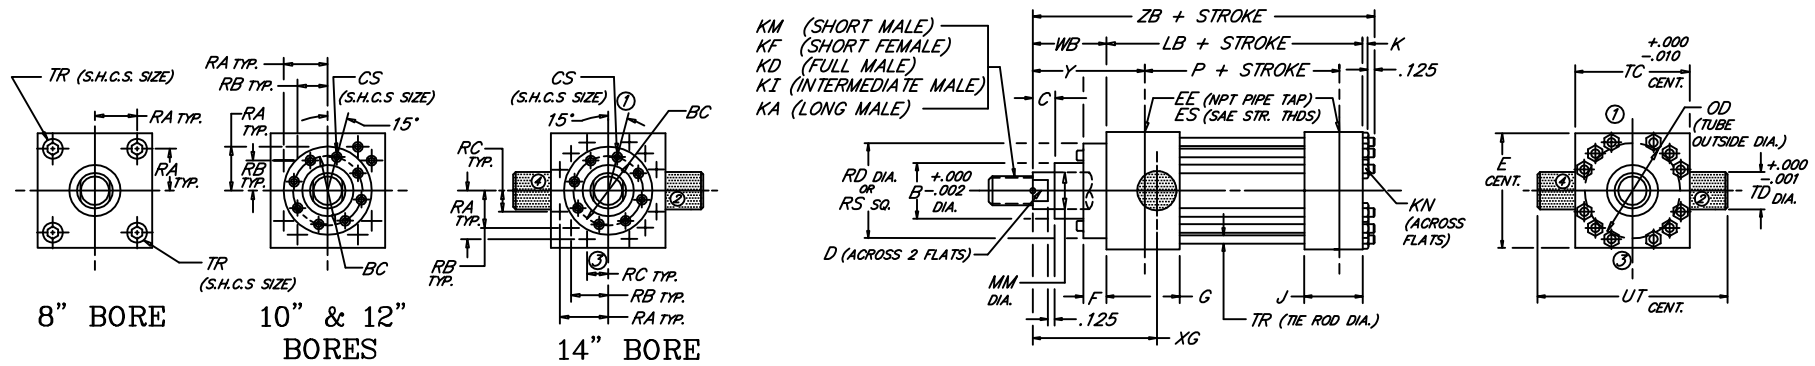 TR (S.H.C.S. SIZE)
RA TYP.
RA
TYP.
TR
(S.H.C.S SIZE)
8" BORE
RA TYP.
RB TYP.
CS
(S.H.C.S SIZE)
15°
RA
TYP.
RB
TYP.
BC
10" & 12"
BORES
CS
(S.H.C.S SIZE)
1
15°
BC
RC
TYP.
4
2
RA
TYP.
RB
TYP.
3
RC TYP.
RB TYP.
RA TYP.
14" BORE
KM (SHORT MALE)
KF (SHORT FEMALE)
KD (FULL MALE)
KI (INTERMEDIATE MALE)
KA (LONG MALE)
ZB + STROKE
WB
LB + STROKE
K
Y
P + STROKE
.125
C
EE (NPT PIPE TAP)
ES (SAE STR. THDS)
RD DIA.
OR
RS SQ.
B +.000
-.002
DIA.
D (ACROSS 2 FLATS)
KN
(ACROSS
FLATS)
MM
DIA.
F
G
J
.125
TR (TIE ROD DIA.)
XG
+.000
-.010
TC
CENT.
1
OD
(TUBE
OUTSIDE DIA.)
E
CENT.
+.000
-.001
TD DIA.
4
2
3
UT
CENT.